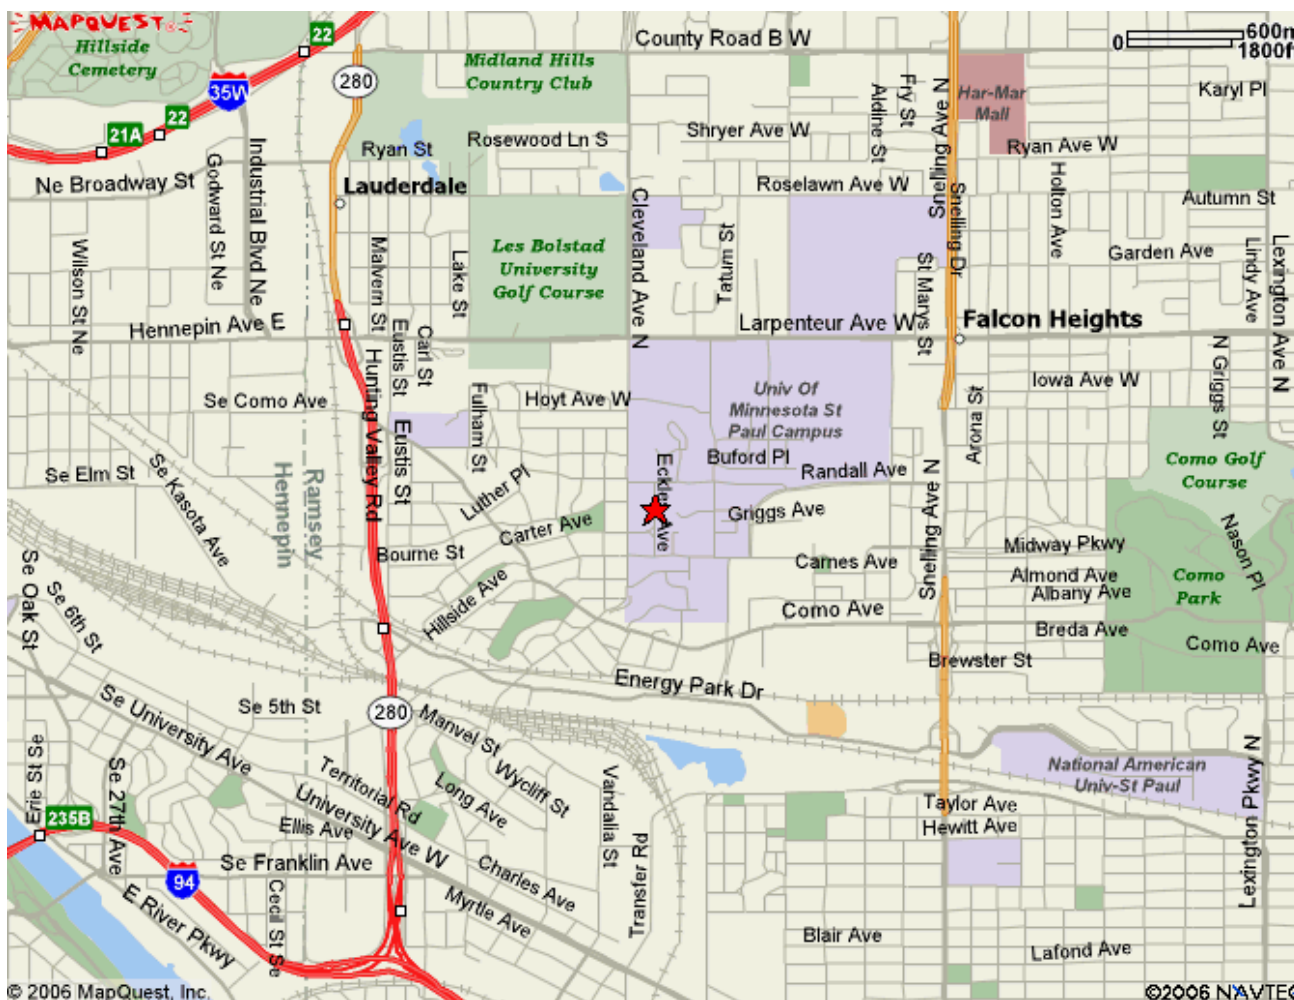 MAPQUEST
Hillside
Cemetery
22
35W
22
21A
280
Midland Hills
Country Club
County Road B W
0
600m
1800ft
Har-Mar
Mall
Karyl Pl
Fry St
Aldine St
Snelling Ave N
Shryer Ave W
Rosewood Ln S
Ryan St
Ryan Ave W
Ne Broadway St
Godward St Ne
Industrial Blvd Ne
Lauderdale
Roselawn Ave W
Snelling Dr
Holton Ave
Autumn St
Wilson St Ne
Malvern St
Lake St
Les Bolstad
University
Golf Course
Cleveland Ave N
Tatum St
St Marys St
Garden Ave
Lindy Ave
Lexington Ave N
Hennepin Ave E
Larpenteur Ave W
Falcon Heights
Eustis St
Carl St
Hunting Valley Rd
N Griggs St
Se Como Ave
Fulham St
Hoyt Ave W
Univ Of
Minnesota St
Paul Campus
Iowa Ave W
Arona St
Eustis St
Buford Pl
Randall Ave
Como Golf
Course
Se Elm St
Se Kasota Ave
Hennepin
Ramsey
Luther Pl
Carter Ave
Ave
Griggs Ave
Snelling Ave N
Nason Pl
Bourne St
Carnes Ave
Midway Pkwy
Almond Ave
Albany Ave
Como
Park
Se Oak St
Se 6th St
Hillside Ave
Como Ave
Breda Ave
Como Ave
Brewster St
Energy Park Dr
Se University Ave
Se 5th St
280
Manvel St
Wycliff St
Long Ave
Vandalia St
Transfer Rd
National American
Univ-St Paul
Lexington Pkwy N
Erie St Se
Se 27th Ave
Territorial Rd
University Ave W
Taylor Ave
Hewitt Ave
235B
Ellis Ave
Se Franklin Ave
Charles Ave
94
Cecil St Se
Myrtle Ave
E River Pkwy
Blair Ave
Lafond Ave
© 2006 MapQuest, Inc.
©2006 NAVTEQ